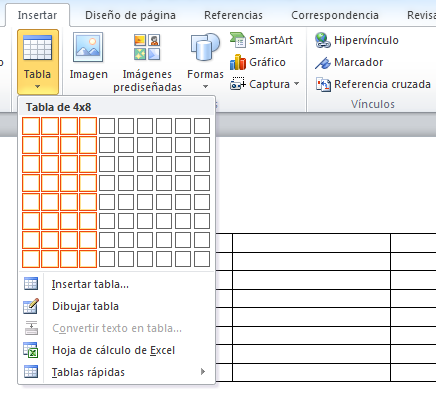 Insertar Diseño de página Referencias Correspondencia Revisa
Tabla
Imagen
Imágenes
prediseñadas
Formas
SmartArt
Gráfico
Captura
Hipervínculo
Marcador
Referencia cruzada
Vínculos
Tabla de 4x8
Insertar tabla...
Dibujar tabla
Convertir texto en tabla...
Hoja de cálculo de Excel
Tablas rápidas